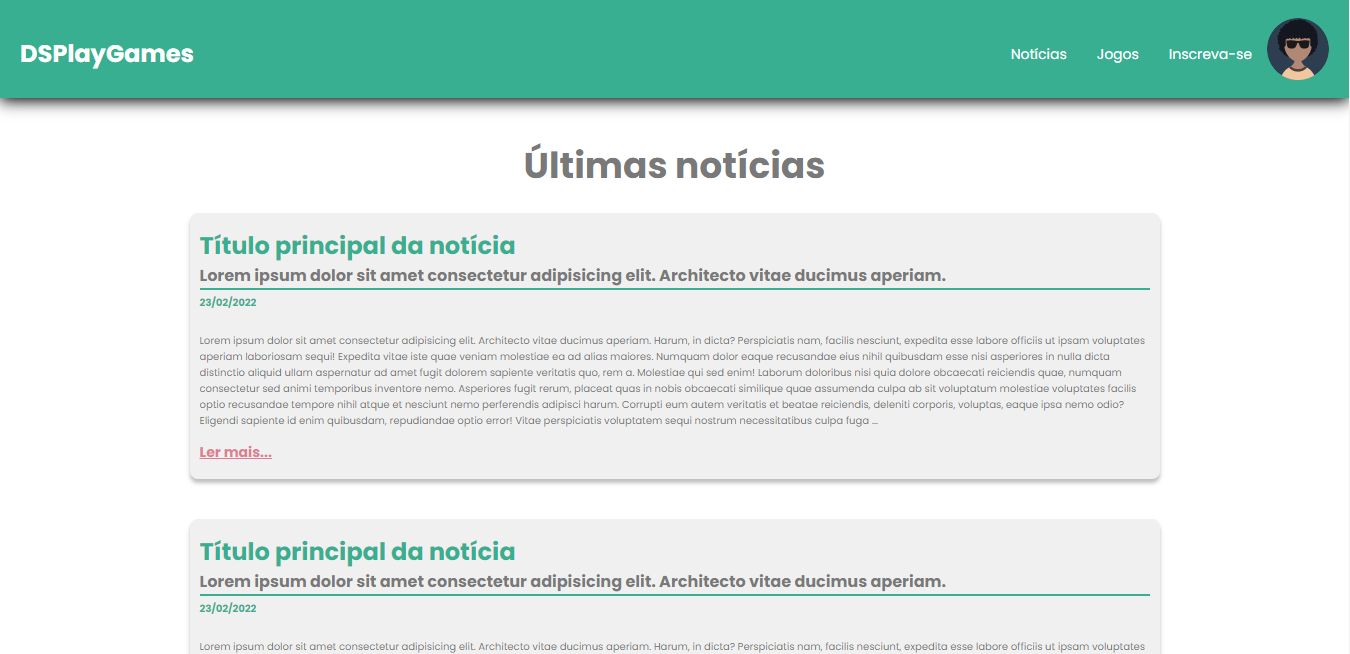 DSPlayGames
Notícias
Jogos
Inscreva-se
Últimas notícias
Título principal da notícia
Lorem ipsum dolor sit amet consectetur adipisicing elit. Architecto vitae ducimus aperiam.
23/02/2022
Lorem ipsum dolor sit amet consectetur adipisicing elit. Architecto vitae ducimus aperiam. Harum, in dicta? Perspiciatis nam, facilis nesciunt, expedita esse labore officiis ut ipsam voluptates
aperiam laboriosam sequi! Expedita vitae iste quae veniam molestiae ea ad alias maiores. Numquam dolor eaque recusandae eius nihil quibusdam esse nisi asperiores in nulla dicta
distinctio aliquid ullam aspernatur ad amet fugit dolorem sapiente veritatis quo, rem a. Molestiae qui sed enim! Laborum doloribus nisi quia dolore obcaecati reiciendis quae, numquam
consectetur sed animi temporibus inventore nemo. Asperiores fugit rerum, placeat quas in nobis obcaecati similique quae assumenda culpa ab sit voluptatum molestiae voluptates facilis
optio recusandae tempore nihil atque et nesciunt nemo perferendis adipisci harum. Corrupti eum autem veritatis et beatae reiciendis, deleniti corporis, voluptas, eaque ipsa nemo odio?
Eligendi sapiente id enim quibusdam, repudiandae optio error! Vitae perspiciatis voluptatem sequi nostrum necessitatibus culpa fuga ...
Ler mais...
Título principal da notícia
Lorem ipsum dolor sit amet consectetur adipisicing elit. Architecto vitae ducimus aperiam.
23/02/2022
Lorem ipsum dolor sit amet consectetur adipisicing elit. Architecto vitae ducimus aperiam. Harum, in dicta? Perspiciatis nam, facilis nesciunt, expedita esse labore officiis ut ipsam voluptates